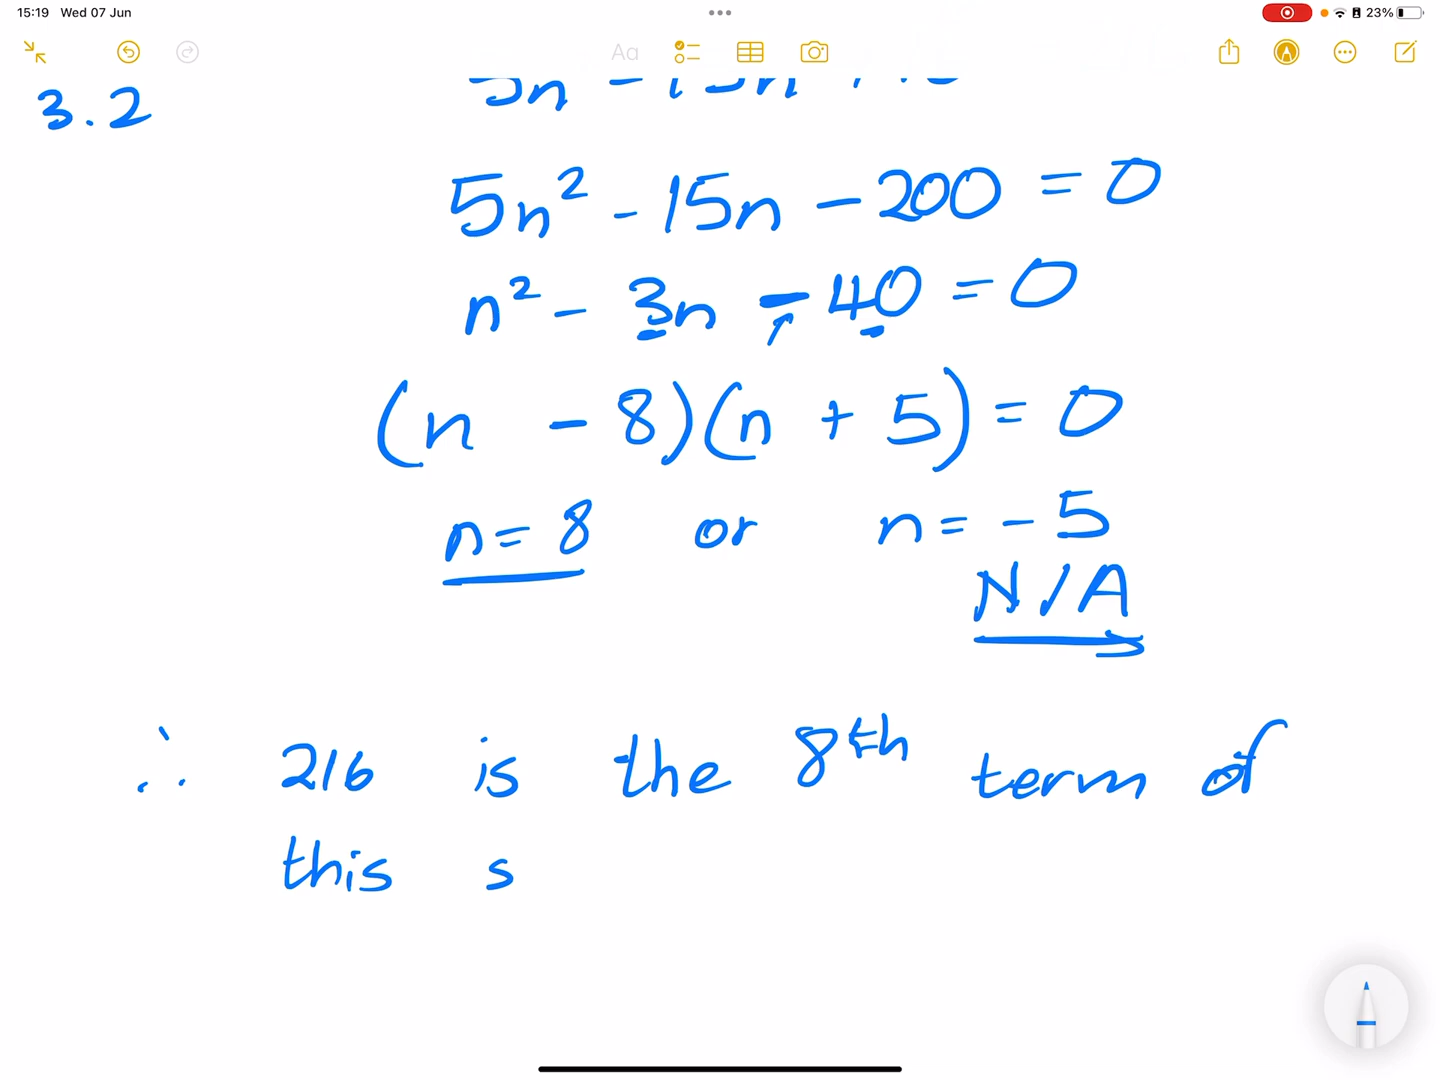 15:19 Wed 07 Jun
23%
Aa
3.2
5n² - 15n - 200 = 0
n² - 3n - 40 = 0
(n - 8)(n + 5) = 0
n = 8 or n = -5
N/A
∴ 216 is the 8th term of
this s